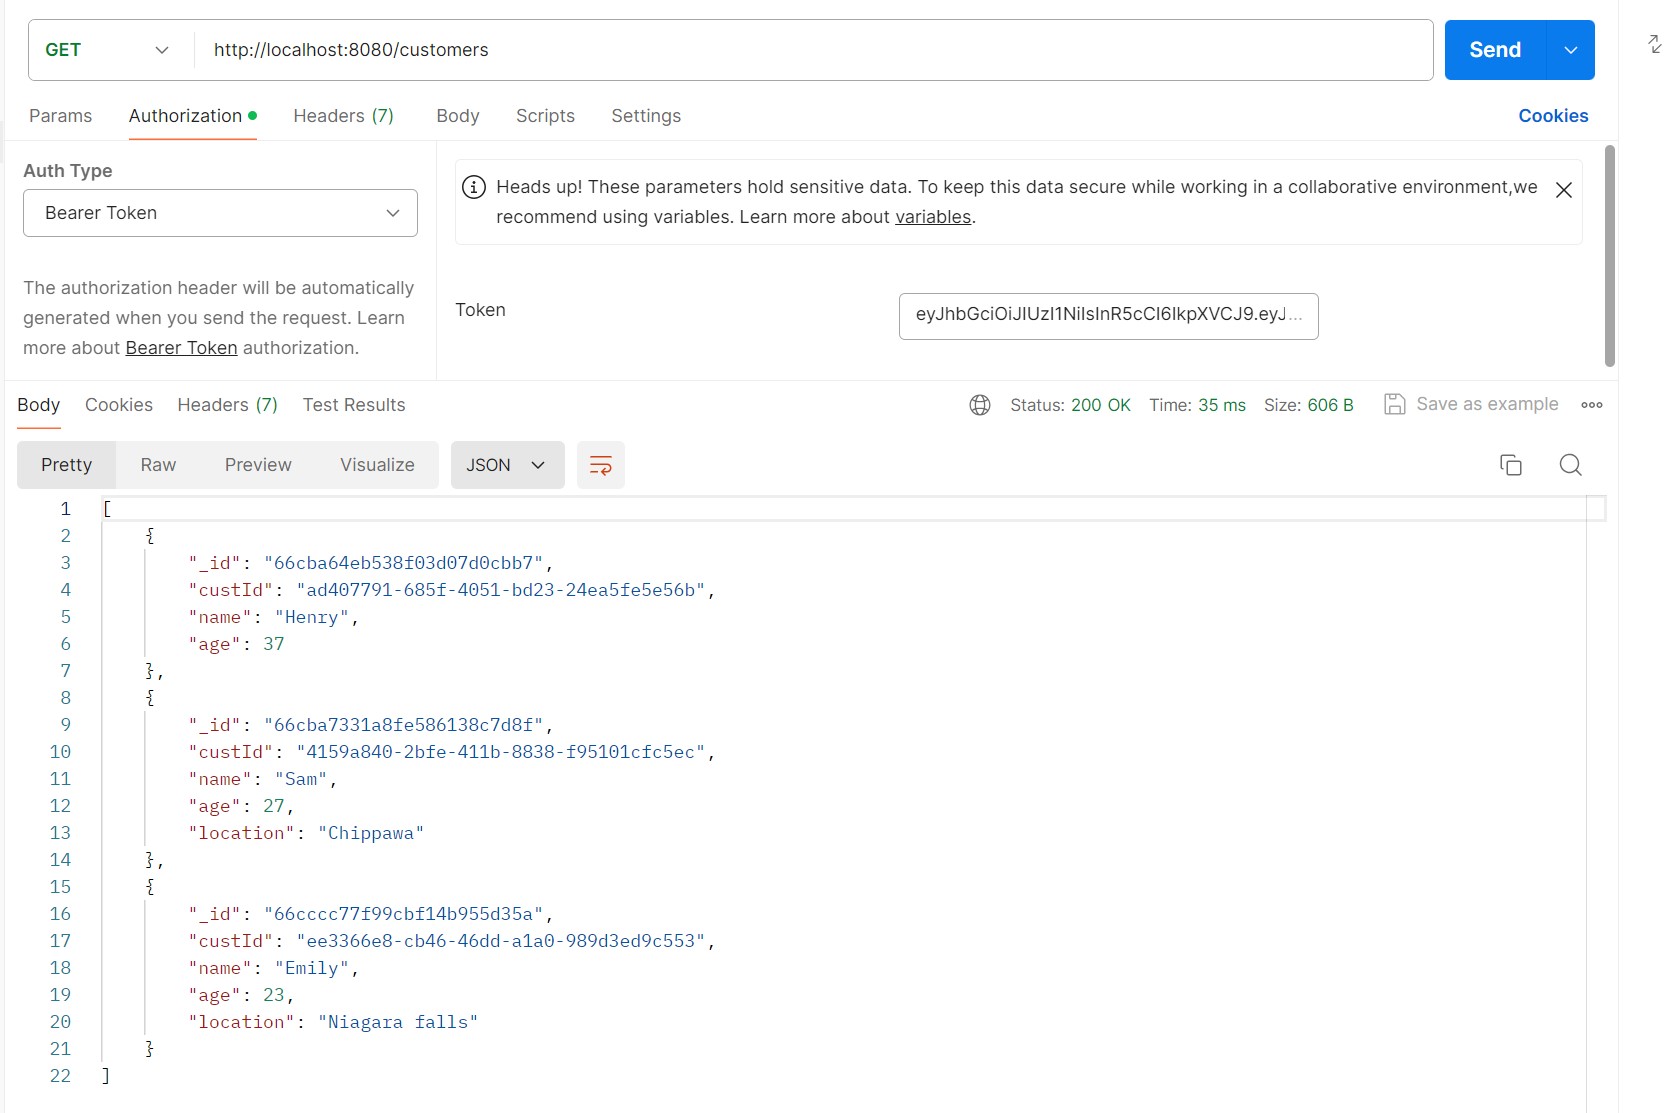 GET http://localhost:8080/customers Send
Params Authorization Headers (7) Body Scripts Settings Cookies
Auth Type
Bearer Token
The authorization header will be automatically
generated when you send the request. Learn
more about Bearer Token authorization.
Heads up! These parameters hold sensitive data. To keep this data secure while working in a collaborative environment,we
recommend using variables. Learn more about variables.
Token eyJhbGciOiJIUzI1NiIsInR5cCI6IkpXVCJ9.eyJ...
Body Cookies Headers (7) Test Results Status: 200 OK Time: 35 ms Size: 606 B Save as example
Pretty Raw Preview Visualize JSON
1 [
2 {
3 "_id": "66cba64eb538f03d07d0cbb7",
4 "custId": "ad407791-685f-4051-bd23-24ea5fe5e56b",
5 "name": "Henry",
6 "age": 37
7 },
8 {
9 "_id": "66cba7331a8fe586138c7d8f",
10 "custId": "4159a840-2bfe-411b-8838-f95101cfc5ec",
11 "name": "Sam",
12 "age": 27,
13 "location": "Chippawa"
14 },
15 {
16 "_id": "66cccc77f99cbf14b955d35a",
17 "custId": "ee3366e8-cb46-46dd-a1a0-989d3ed9c553",
18 "name": "Emily",
19 "age": 23,
20 "location": "Niagara falls"
21 }
22 ]